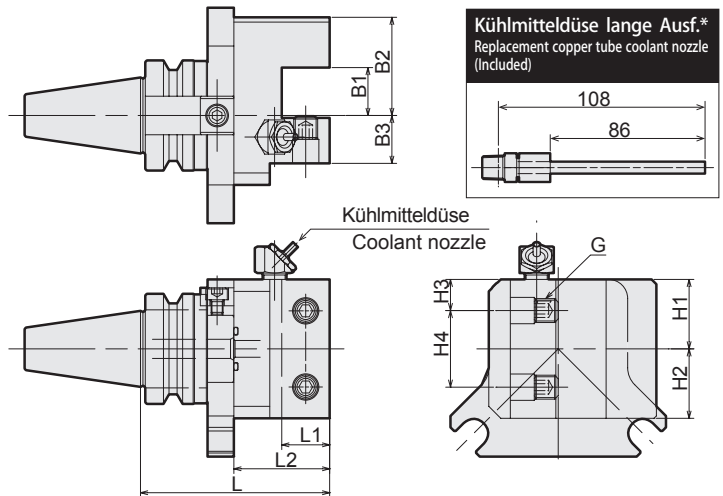 Kühlmitteldüse lange Ausf.*
Replacement copper tube coolant nozzle
(Included)
108
86
B2
B1
B3
Kühlmitteldüse
Coolant nozzle
G
H3
H4
H1
H2
L1
L2
L